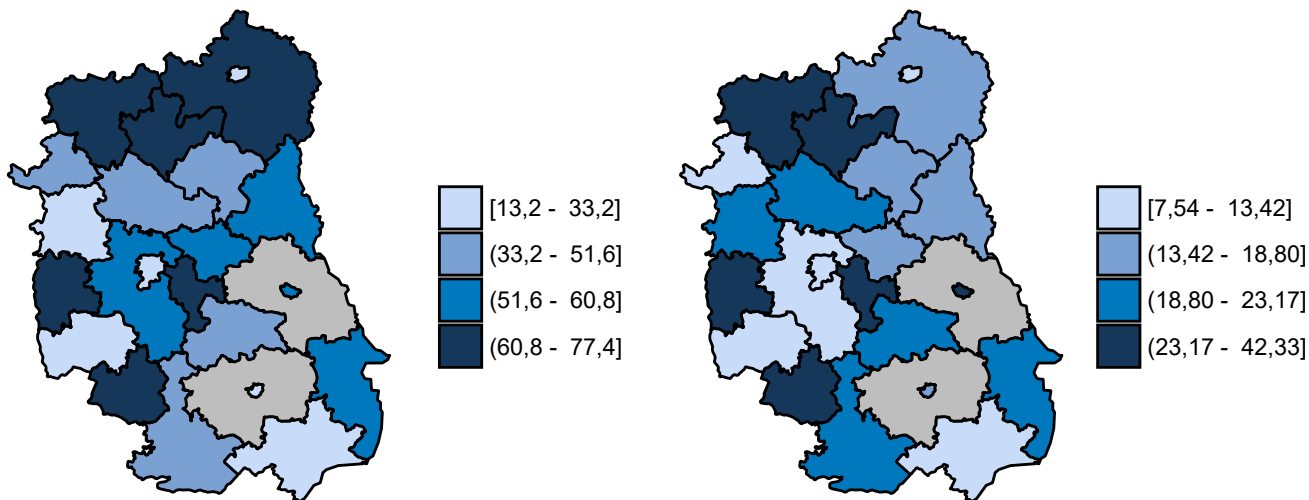 [13,2 - 33,2]
(33,2 - 51,6]
(51,6 - 60,8]
(60,8 - 77,4]
[7,54 - 13,42]
(13,42 - 18,80]
(18,80 - 23,17]
(23,17 - 42,33]